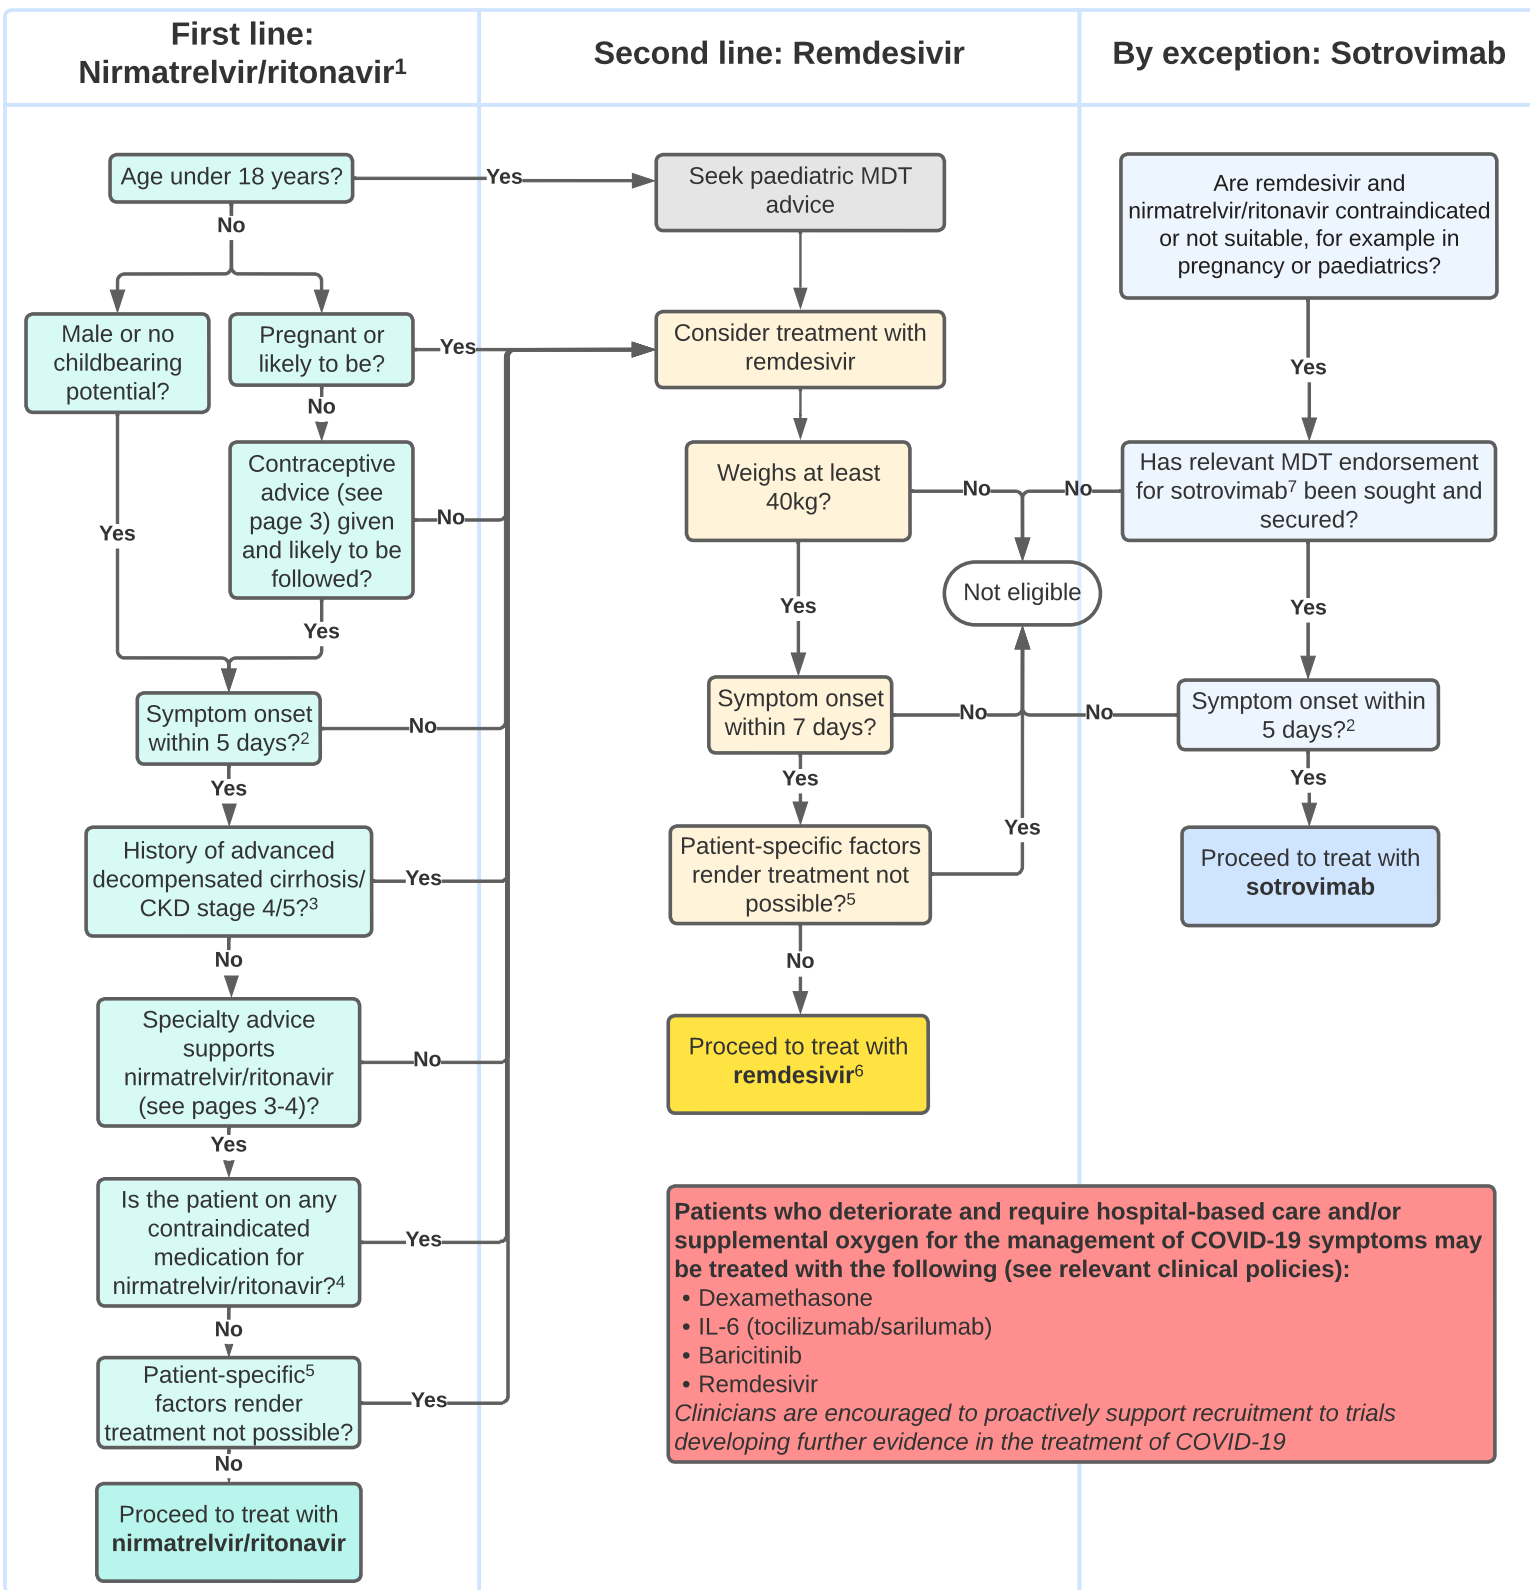 First line:
Nirmatrelvir/ritonavir¹
Second line: Remdesivir
By exception: Sotrovimab
Age under 18 years?
Yes
No
Male or no
childbearing
potential?
Yes
Pregnant or
likely to be?
Yes
No
Contraceptive
advice (see
page 3) given
and likely to be
followed?
No
Yes
Symptom onset
within 5 days?²
No
Yes
History of advanced
decompensated cirrhosis/
CKD stage 4/5?³
Yes
No
Specialty advice
supports
nirmatrelvir/ritonavir
(see pages 3-4)?
No
Yes
Is the patient on any
contraindicated
medication for
nirmatrelvir/ritonavir?⁴
Yes
No
Patient-specific⁵
factors render
treatment not possible?
Yes
No
Proceed to treat with
nirmatrelvir/ritonavir
Seek paediatric MDT
advice
Consider treatment with
remdesivir
Weighs at least
40kg?
No
Yes
Not eligible
Symptom onset
within 7 days?
No
Yes
Patient-specific factors
render treatment not
possible?⁵
Yes
No
Proceed to treat with
remdesivir⁶
Are remdesivir and
nirmatrelvir/ritonavir contraindicated
or not suitable, for example in
pregnancy or paediatrics?
Yes
Has relevant MDT endorsement
for sotrovimab⁷ been sought and
secured?
No
Yes
Symptom onset within
5 days?²
No
Yes
Proceed to treat with
sotrovimab
Patients who deteriorate and require hospital-based care and/or
supplemental oxygen for the management of COVID-19 symptoms may
be treated with the following (see relevant clinical policies):
• Dexamethasone
• IL-6 (tocilizumab/sarilumab)
• Baricitinib
• Remdesivir
Clinicians are encouraged to proactively support recruitment to trials
developing further evidence in the treatment of COVID-19